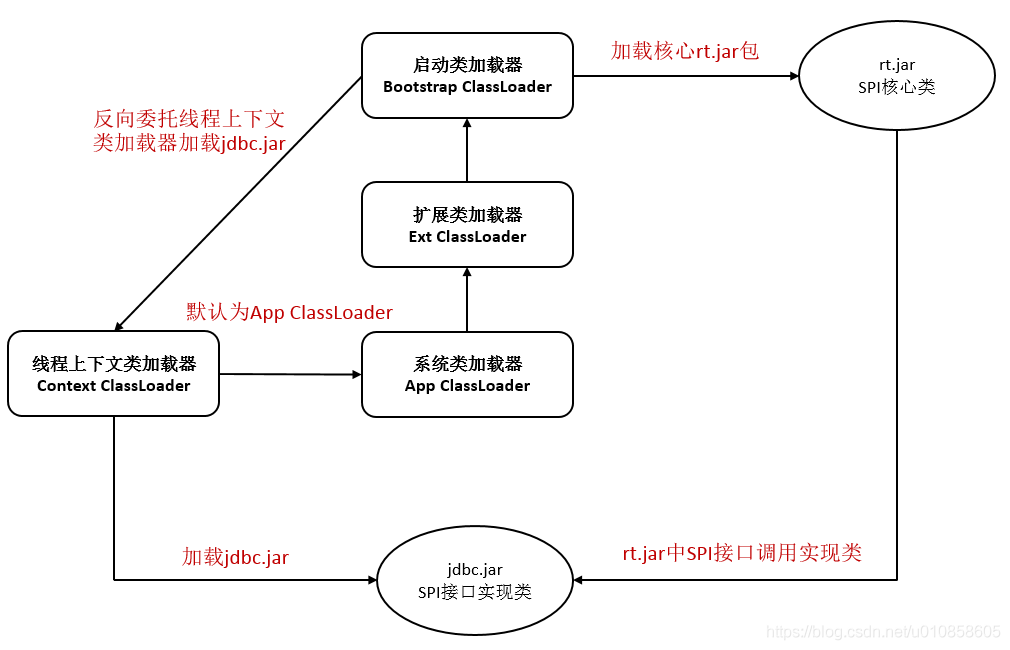 启动类加载器
Bootstrap ClassLoader
加载核心rt.jar包
rt.jar
SPI核心类
反向委托线程上下文
类加载器加载jdbc.jar
扩展类加载器
Ext ClassLoader
默认为App ClassLoader
线程上下文类加载器
Context ClassLoader
系统类加载器
App ClassLoader
加载jdbc.jar
jdbc.jar
SPI接口实现类
rt.jar中SPI接口调用实现类
https://blog.csdn.net/u010858605